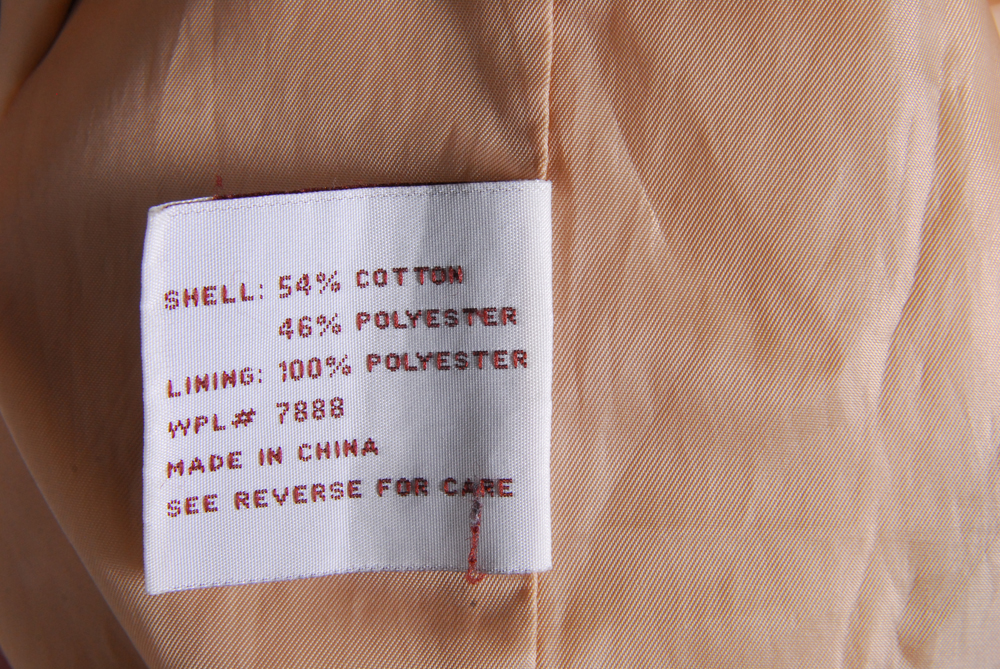 SHELL: 54% COTTON
46% POLYESTER
LINING: 100% POLYESTER
WPL# 7888
MADE IN CHINA
SEE REVERSE FOR CARE